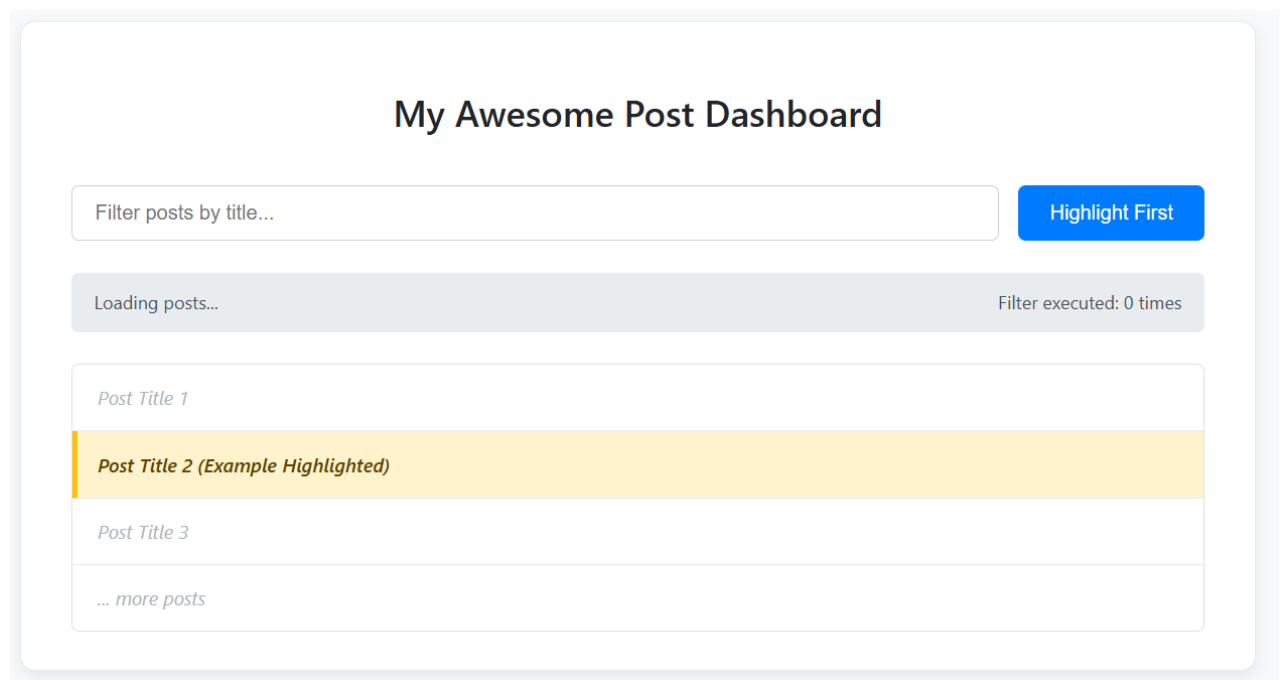 My Awesome Post Dashboard
Filter posts by title...
Highlight First
Loading posts...
Filter executed: 0 times
Post Title 1
Post Title 2 (Example Highlighted)
Post Title 3
... more posts